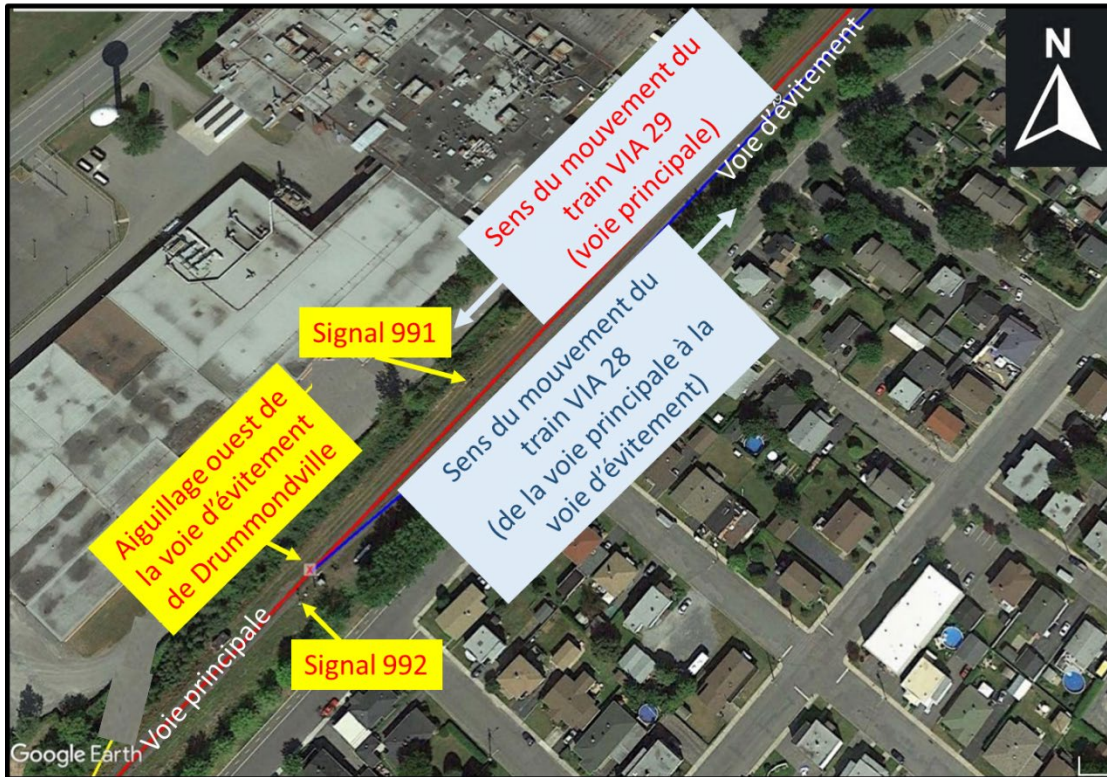 N
Sens du mouvement du
train VIA 29
(voie principale)
Voie d'évitement
Signal 991
Sens du mouvement du
train VIA 28
(de la voie principale à la
voie d'évitement)
Aiguillage ouest de
la voie d'évitement
de Drummondville
Voie principale
Signal 992
Google Earth